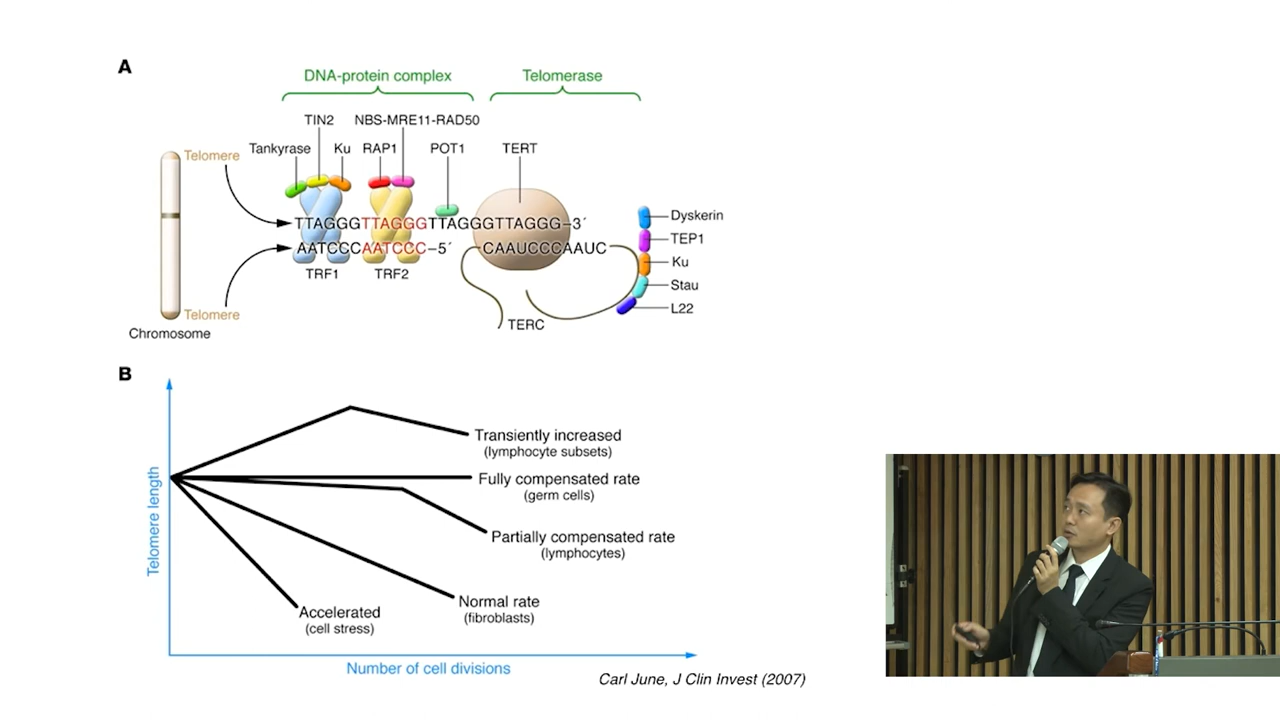 A
DNA-protein complex
Telomerase
TIN2
NBS-MRE11-RAD50
Tankyrase
Ku
RAP1
POT1
TERT
Telomere
TTAGGGTTAGGGTTAGGGTTAGGG–3´
AATCCCAATCCC–5´
CAAUCCCAAUC
TRF1
TRF2
Dyskerin
TEP1
Ku
Stau
L22
Telomere
TERC
Chromosome
B
Telomere length
Transiently increased
(lymphocyte subsets)
Fully compensated rate
(germ cells)
Partially compensated rate
(lymphocytes)
Normal rate
(fibroblasts)
Accelerated
(cell stress)
Number of cell divisions
Carl June, J Clin Invest (2007)